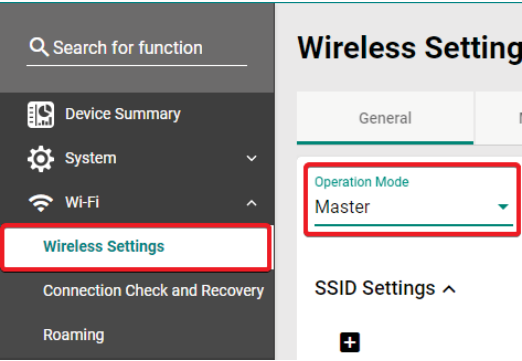 Search for function
Device Summary
System
Wi-Fi
Wireless Settings
Connection Check and Recovery
Roaming
Wireless Setting
General
Operation Mode
Master
SSID Settings